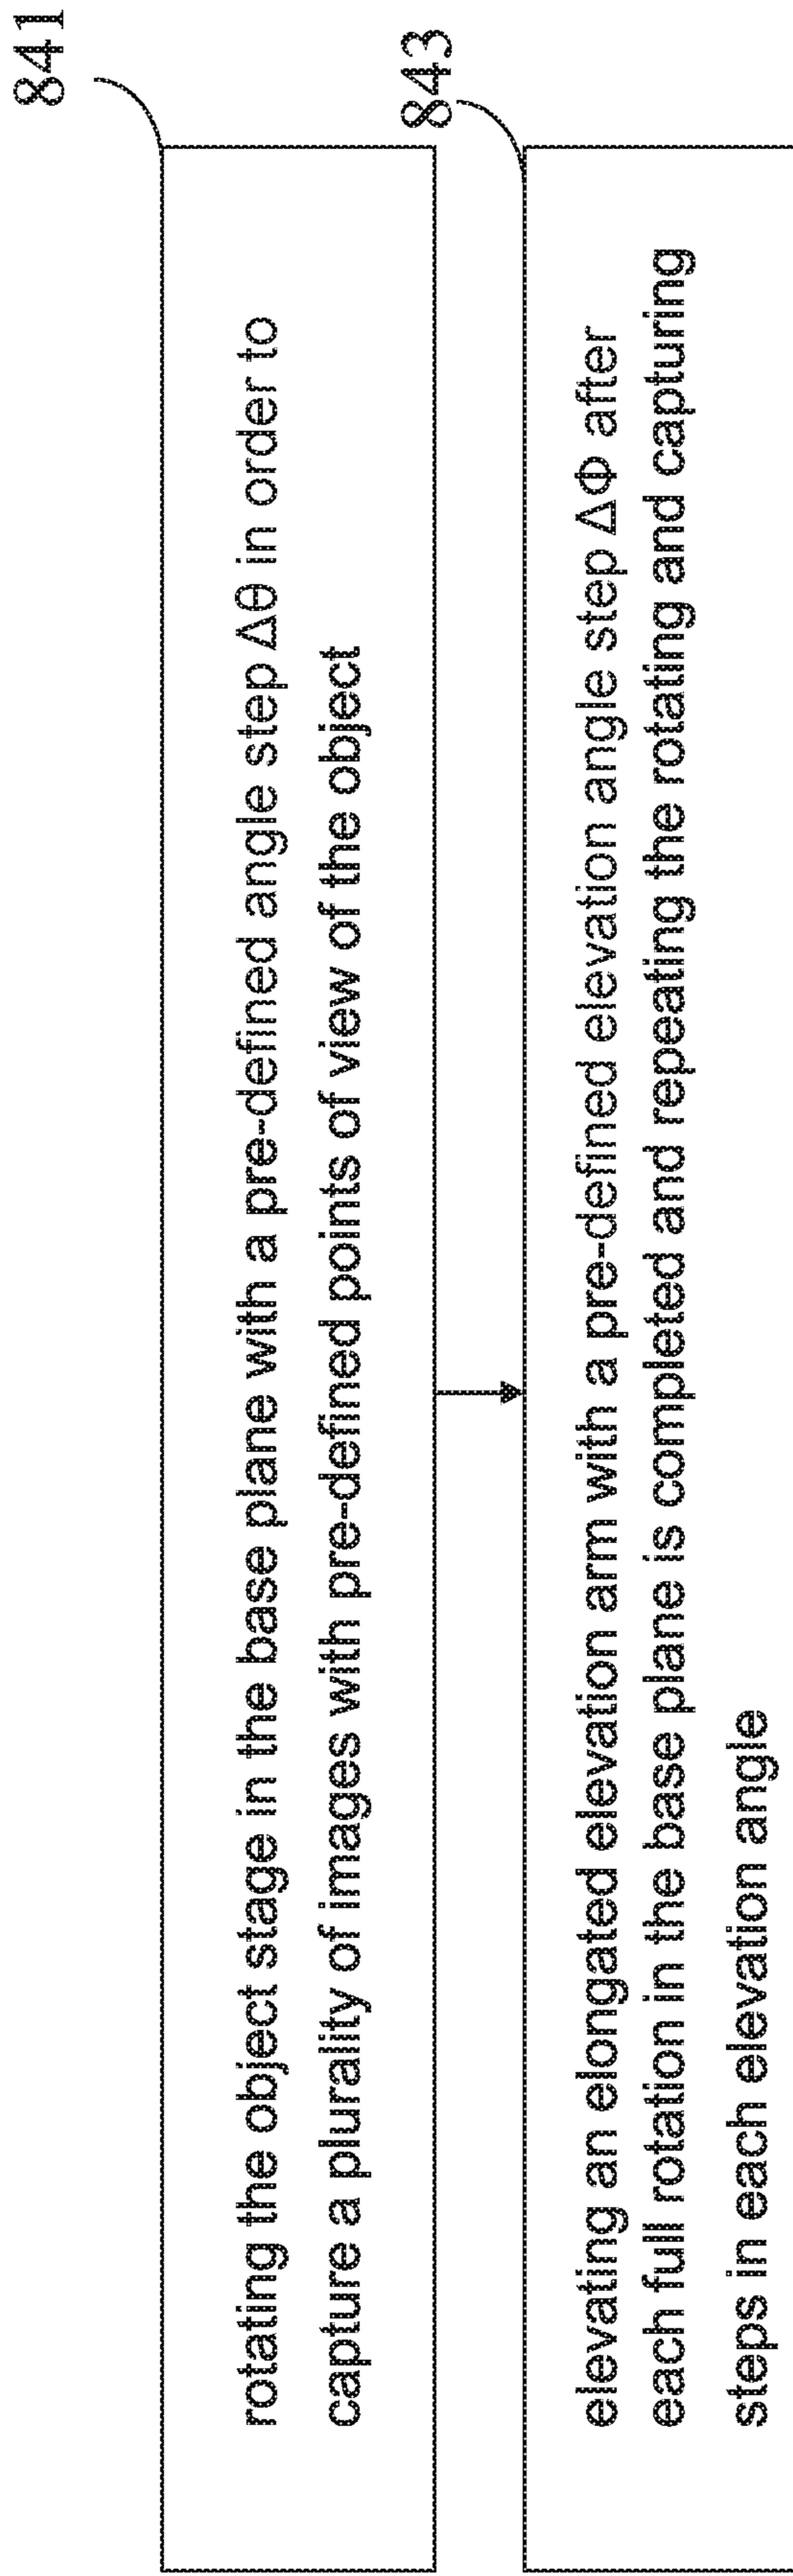 841
rotating the object stage in the base plane with a pre-defined angle step Δθ in order to
capture a plurality of images with pre-defined points of view of the object
843
elevating an elongated elevation arm with a pre-defined elevation angle step ΔΦ after
each full rotation in the base plane is completed and repeating the rotating and capturing
steps in each elevation angle